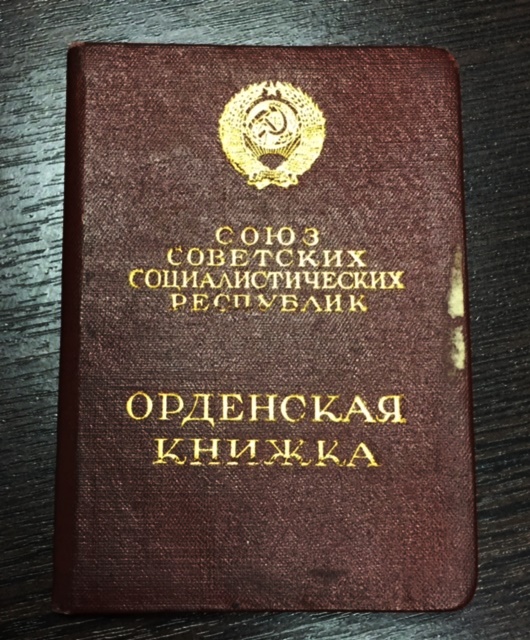 СОЮЗ
СОВЕТСКИХ
СОЦИАЛИСТИЧЕСКИХ
РЕСПУБЛИК
ОРДЕНСКАЯ
КНИЖКА